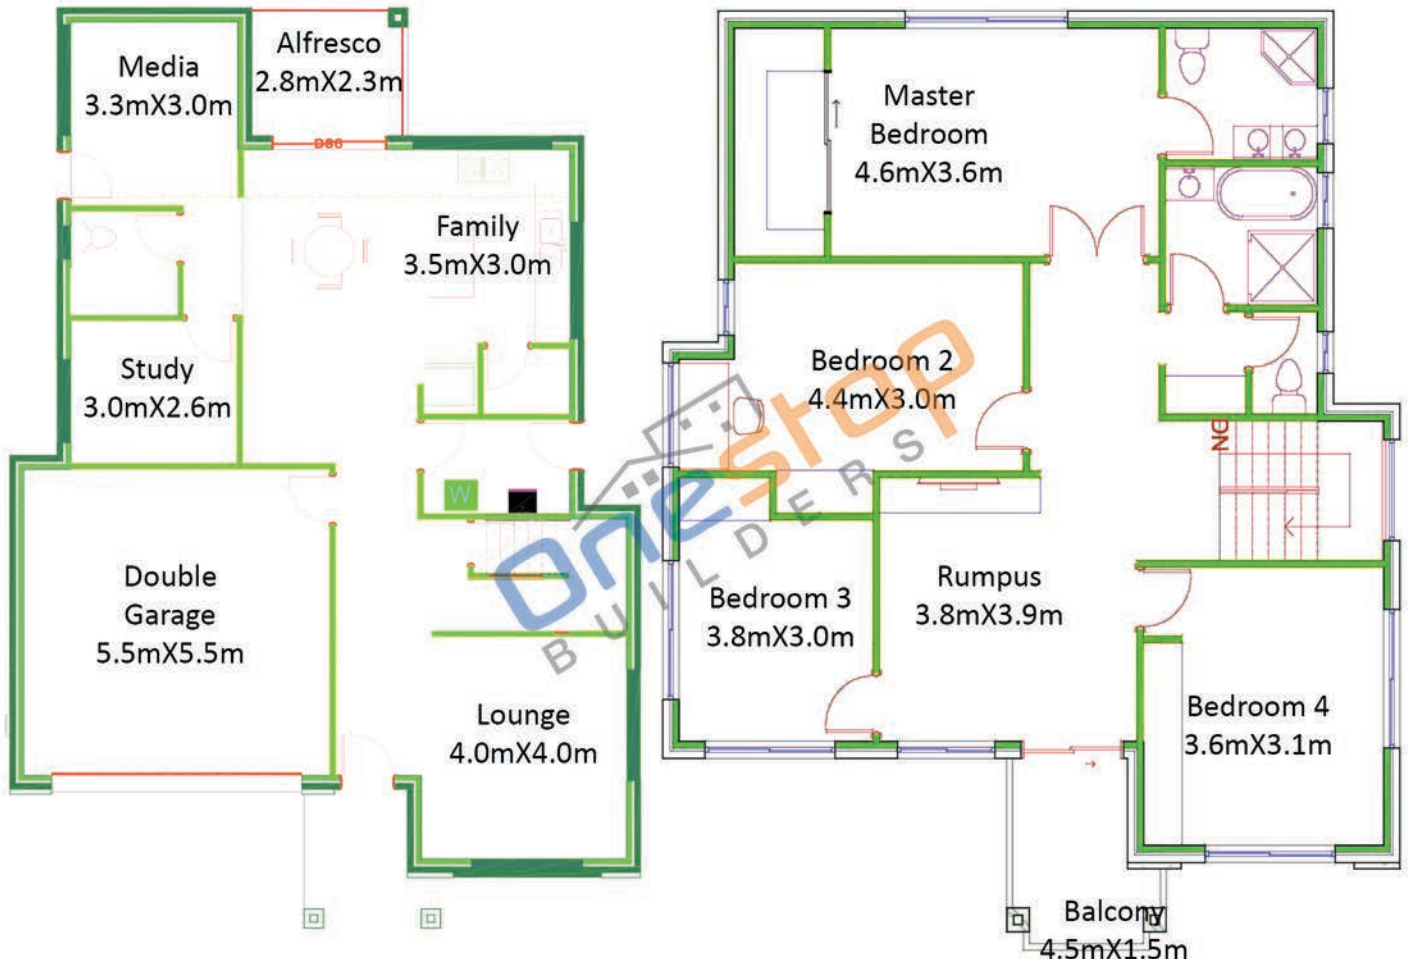 Media
3.3mX3.0m
Alfresco
2.8mX2.3m
D86
Family
3.5mX3.0m
Study
3.0mX2.6m
W
Double
Garage
5.5mX5.5m
Lounge
4.0mX4.0m
Master
Bedroom
4.6mX3.6m
Bedroom 2
4.4mX3.0m
DN
Onestop
BUILDERS
Bedroom 3
3.8mX3.0m
Rumpus
3.8mX3.9m
Bedroom 4
3.6mX3.1m
Balcony
4.5mX1.5m